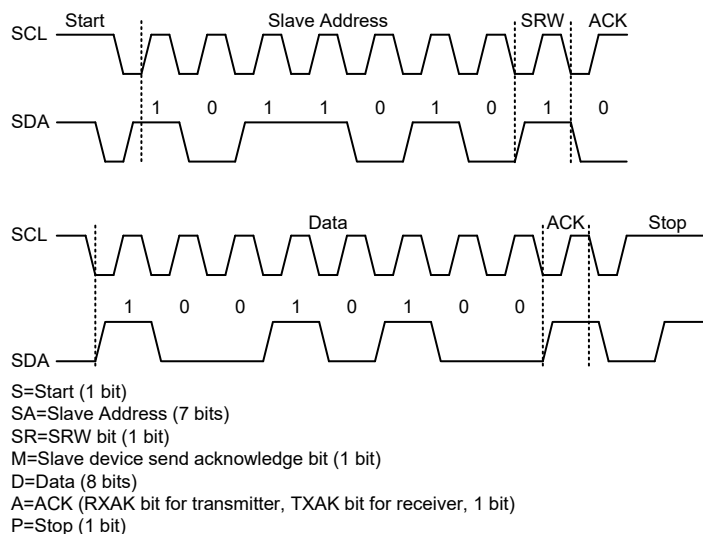 Start Slave Address SRW ACK
SCL
1 0 1 1 0 1 0 1 0
SDA
Data ACK Stop
SCL
1 0 0 1 0 1 0 0
SDA
S=Start (1 bit)
SA=Slave Address (7 bits)
SR=SRW bit (1 bit)
M=Slave device send acknowledge bit (1 bit)
D=Data (8 bits)
A=ACK (RXAK bit for transmitter, TXAK bit for receiver, 1 bit)
P=Stop (1 bit)